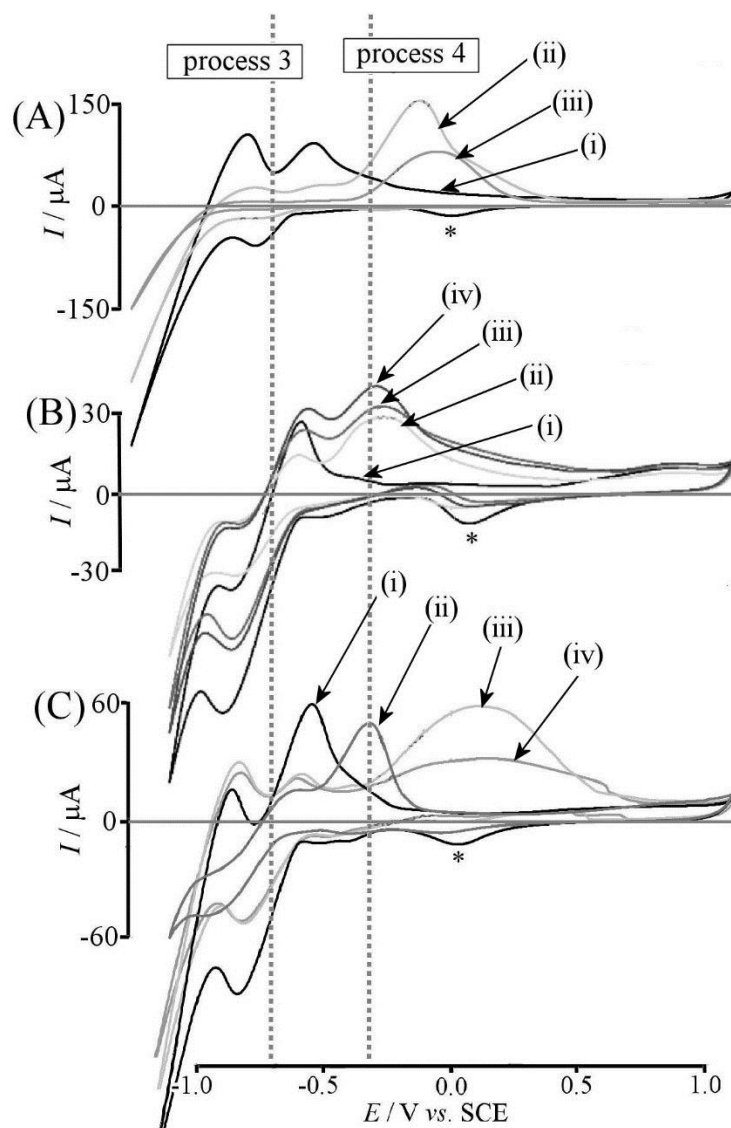 process 3
process 4
(A)
150
0
-150
I / μA
(ii)
(iii)
(i)
*
(B)
30
0
-30
I / μA
(iv)
(iii)
(ii)
(i)
*
(C)
60
0
-60
I / μA
(i)
(ii)
(iii)
(iv)
*
-1.0
-0.5
0.0
0.5
1.0
E / V vs. SCE